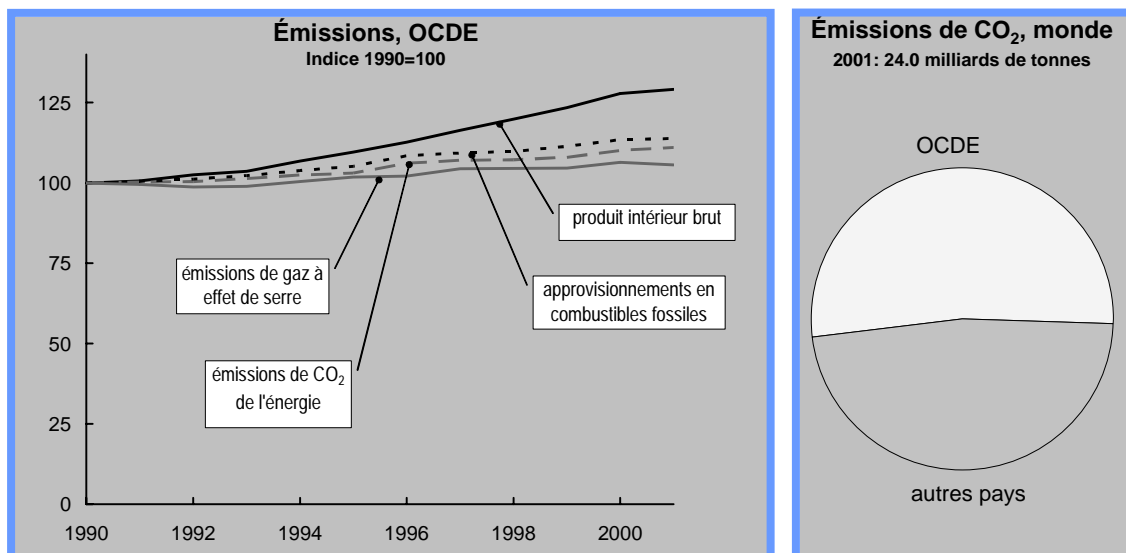 Émissions, OCDE
Indice 1990=100
125
100
75
50
25
0
1990
1992
1994
1996
1998
2000
produit intérieur brut
émissions de gaz à
effet de serre
approvisionnements en
combustibles fossiles
émissions de CO₂
de l'énergie
Émissions de CO₂, monde
2001: 24.0 milliards de tonnes
OCDE
autres pays